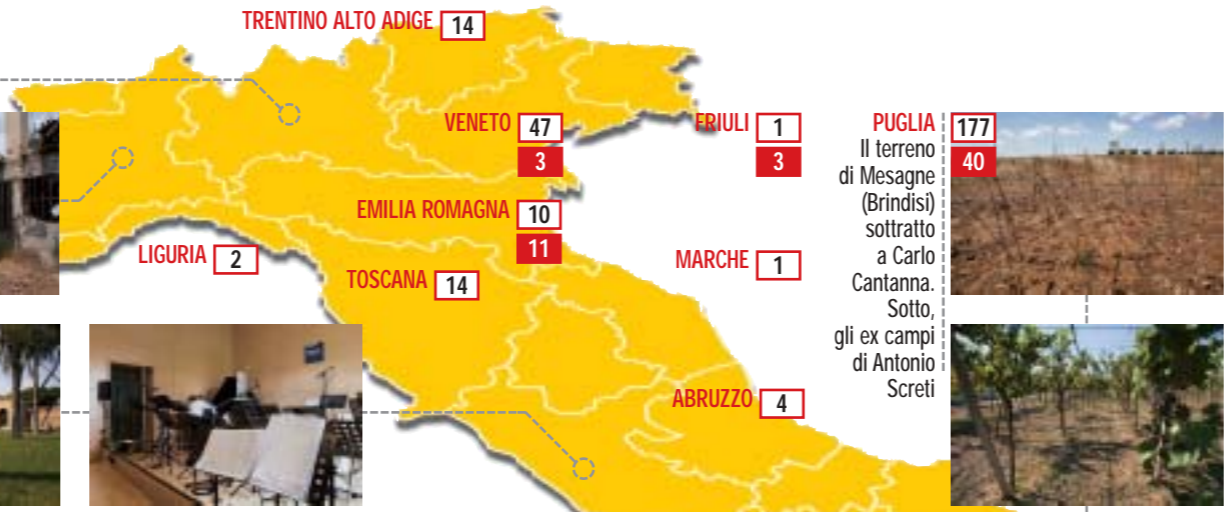 TRENTINO ALTO ADIGE 14
VENETO 47
3
FRIULI 1
3
EMILIA ROMAGNA 10
11
LIGURIA 2
TOSCANA 14
MARCHE 1
ABRUZZO 4
PUGLIA 177
40
Il terreno
di Mesagne
(Brindisi)
sottratto
a Carlo
Cantanna.
Sotto,
gli ex campi
di Antonio
Screti